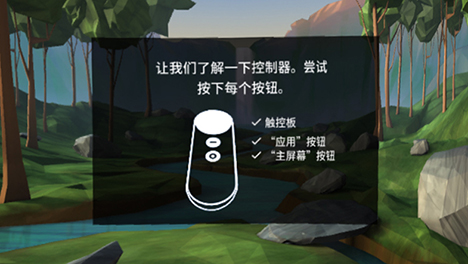 让我们了解一下控制器。尝试
按下每个按钮。
触控板
“应用”按钮
“主屏幕”按钮